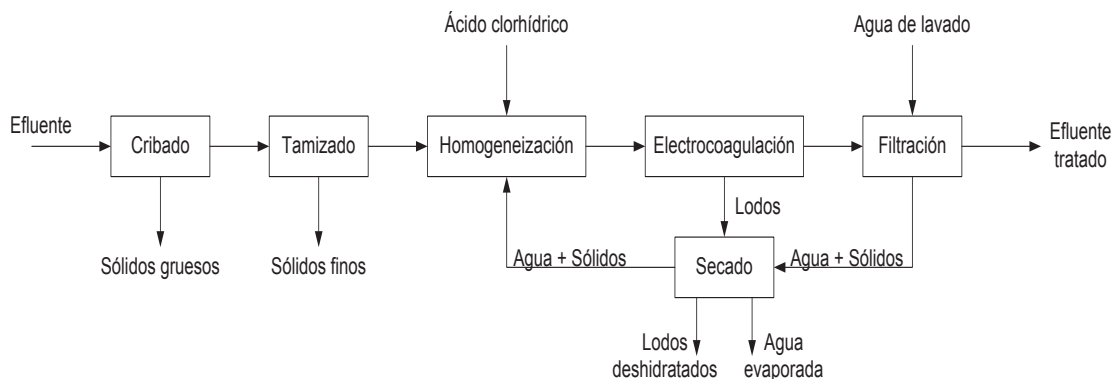 Ácido clorhídrico
Agua de lavado
Efluente
Cribado
Tamizado
Homogeneización
Electrocoagulación
Filtración
Efluente
tratado
Lodos
Sólidos gruesos
Sólidos finos
Agua + Sólidos
Secado
Agua + Sólidos
Lodos
deshidratados
Agua
evaporada